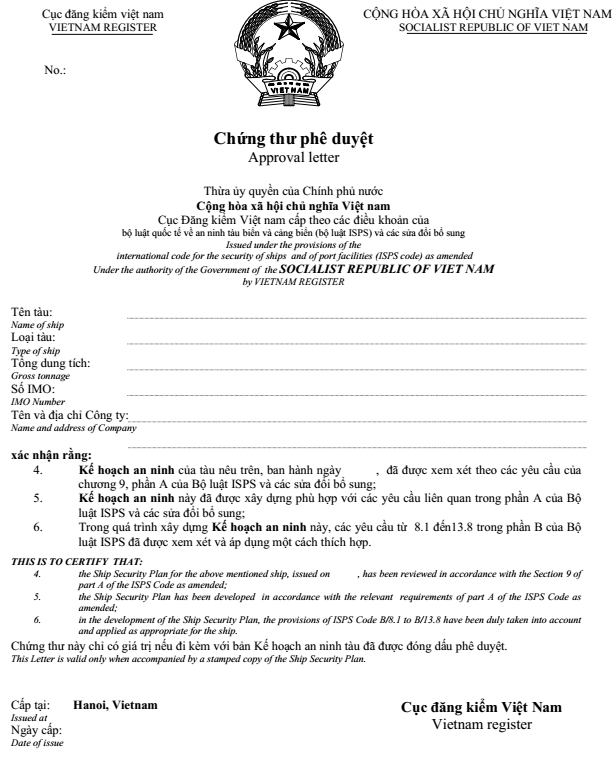 Cục đăng kiểm việt nam
VIETNAM REGISTER
CỘNG HÒA XÃ HỘI CHỦ NGHĨA VIỆT NAM
SOCIALIST REPUBLIC OF VIET NAM
No.:
VIỆT NAM
Chứng thư phê duyệt
Approval letter
Thừa ủy quyền của Chính phủ nước
Cộng hòa xã hội chủ nghĩa Việt nam
Cục Đăng kiểm Việt nam cấp theo các điều khoản của
bộ luật quốc tế về an ninh tàu biển và cảng biển (bộ luật ISPS) và các sửa đổi bổ sung
Issued under the provisions of the
international code for the security of ships and of port facilities (ISPS code) as amended
Under the authority of the Government of the SOCIALIST REPUBLIC OF VIET NAM
by VIETNAM REGISTER
Tên tàu:
Name of ship
Loại tàu:
Type of ship
Tổng dung tích:
Gross tonnage
Số IMO:
IMO Number
Tên và địa chỉ Công ty:
Name and address of Company
xác nhận rằng:
4. Kế hoạch an ninh của tàu nêu trên, ban hành ngày , đã được xem xét theo các yêu cầu của
chương 9, phần A của Bộ luật ISPS và các sửa đổi bổ sung;
5. Kế hoạch an ninh này đã được xây dựng phù hợp với các yêu cầu liên quan trong phần A của Bộ
luật ISPS và các sửa đổi bổ sung;
6. Trong quá trình xây dựng Kế hoạch an ninh này, các yêu cầu từ 8.1 đến13.8 trong phần B của Bộ
luật ISPS đã được xem xét và áp dụng một cách thích hợp.
THIS IS TO CERTIFY THAT:
4. the Ship Security Plan for the above mentioned ship, issued on , has been reviewed in accordance with the Section 9 of
part A of the ISPS Code as amended;
5. the Ship Security Plan has been developed in accordance with the relevant requirements of part A of the ISPS Code as
amended;
6. in the development of the Ship Security Plan, the provisions of ISPS Code B/8.1 to B/13.8 have been duly taken into account
and applied as appropriate for the ship.
Chứng thư này chỉ có giá trị nếu đi kèm với bản Kế hoạch an ninh tàu đã được đóng dấu phê duyệt.
This Letter is valid only when accompanied by a stamped copy of the Ship Security Plan.
Cấp tại: Hanoi, Vietnam
Issued at
Ngày cấp:
Date of issue
Cục đăng kiểm Việt Nam
Vietnam register